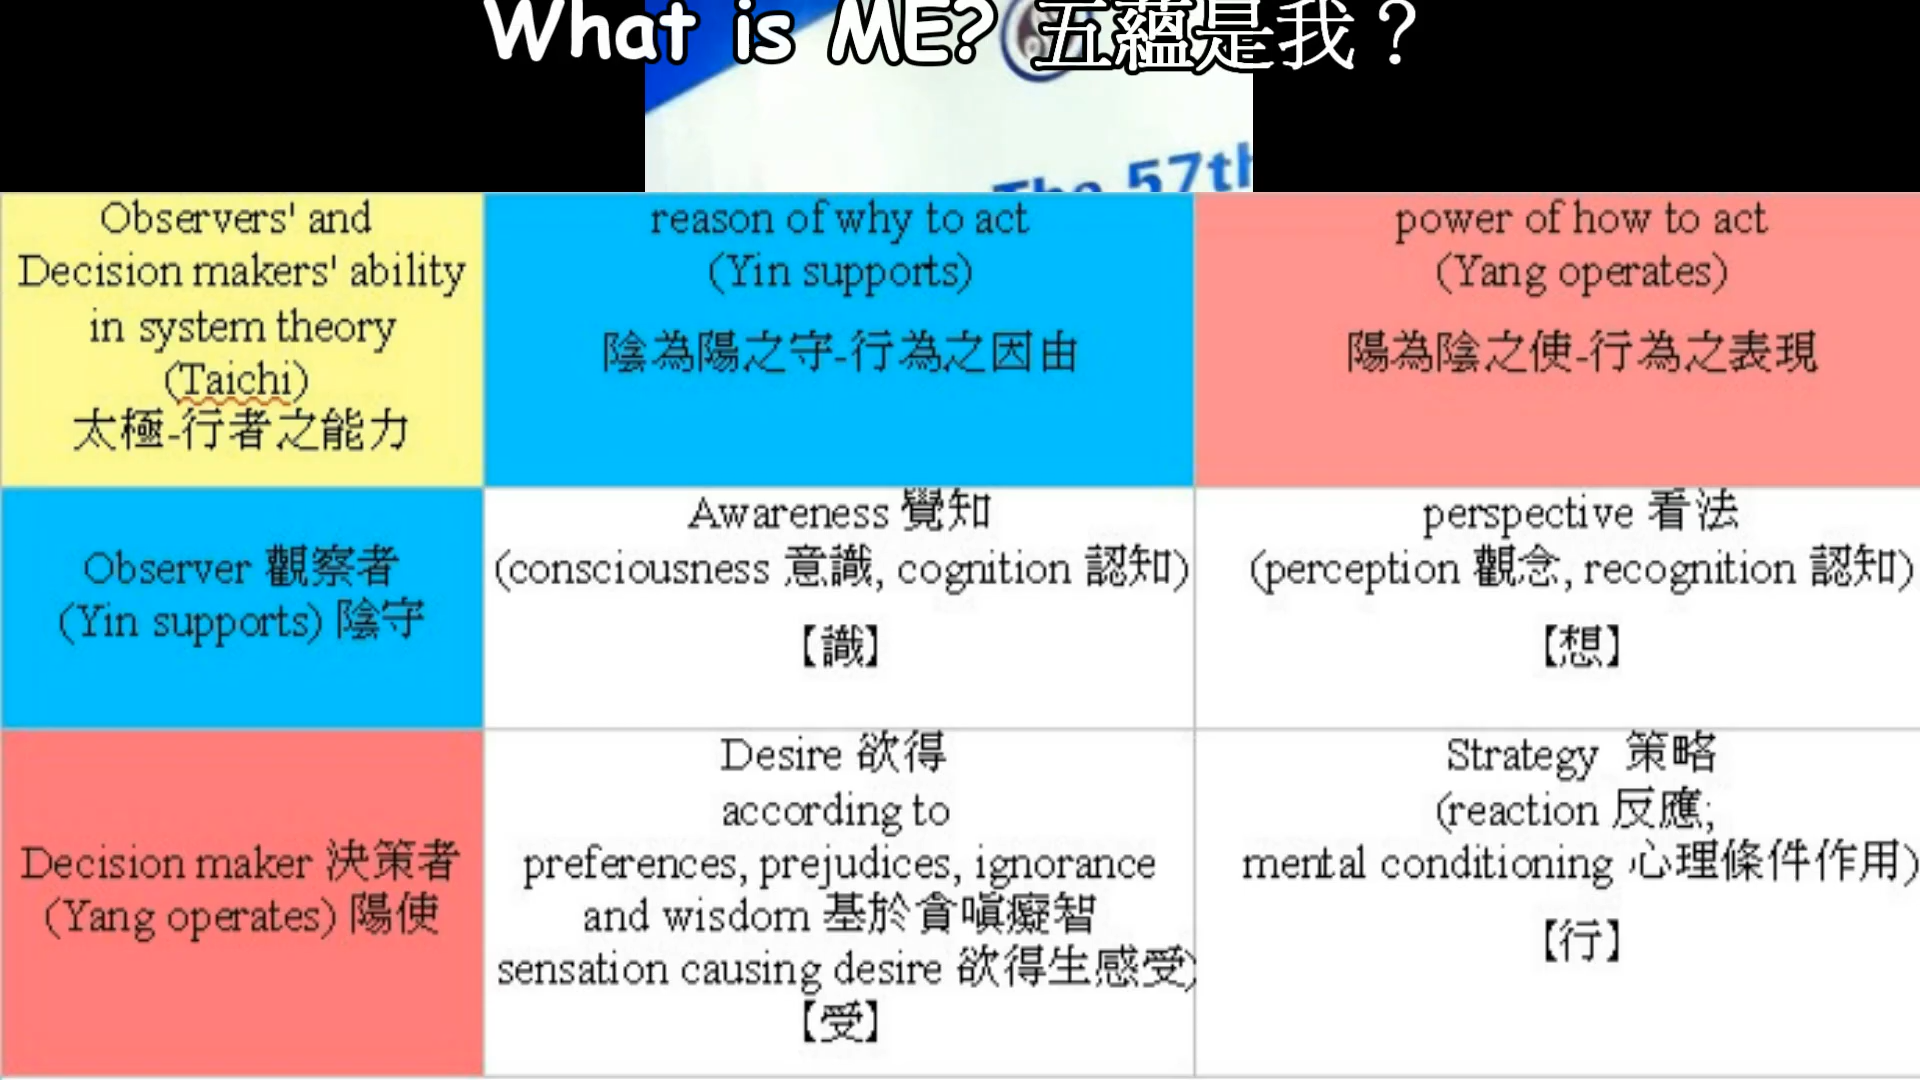 What is ME? 五蘊是我？
The 57th
Observers' and
Decision makers' ability
in system theory
(Taichi)
太極-行者之能力
reason of why to act
(Yin supports)
陰為陽之守-行為之因由
power of how to act
(Yang operates)
陽為陰之使-行為之表現
Observer 觀察者
(Yin supports) 陰守
Awareness 覺知
(consciousness 意識, cognition 認知)
【識】
perspective 看法
(perception 觀念, recognition 認知)
【想】
Decision maker 決策者
(Yang operates) 陽使
Desire 欲得
according to
preferences, prejudices, ignorance
and wisdom 基於貪嗔癡智
sensation causing desire 欲得生感受)
【受】
Strategy 策略
(reaction 反應;
mental conditioning 心理條件作用)
【行】